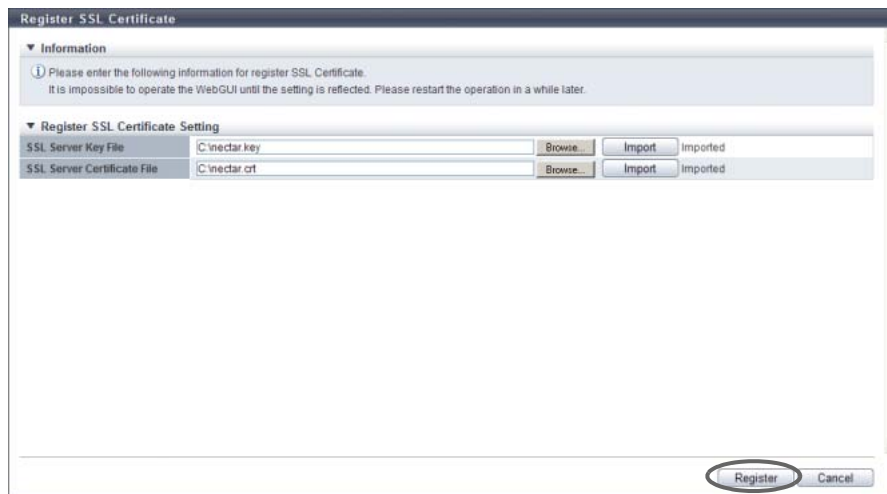 Register SSL Certificate
Information
Please enter the following information for register SSL Certificate.
It is impossible to operate the WebGUI until the setting is reflected. Please restart the operation in a while later.
Register SSL Certificate Setting
SSL Server Key File C:\nectar.key Browse... Import Imported
SSL Server Certificate File C:\nectar.crt Browse... Import Imported
Register Cancel